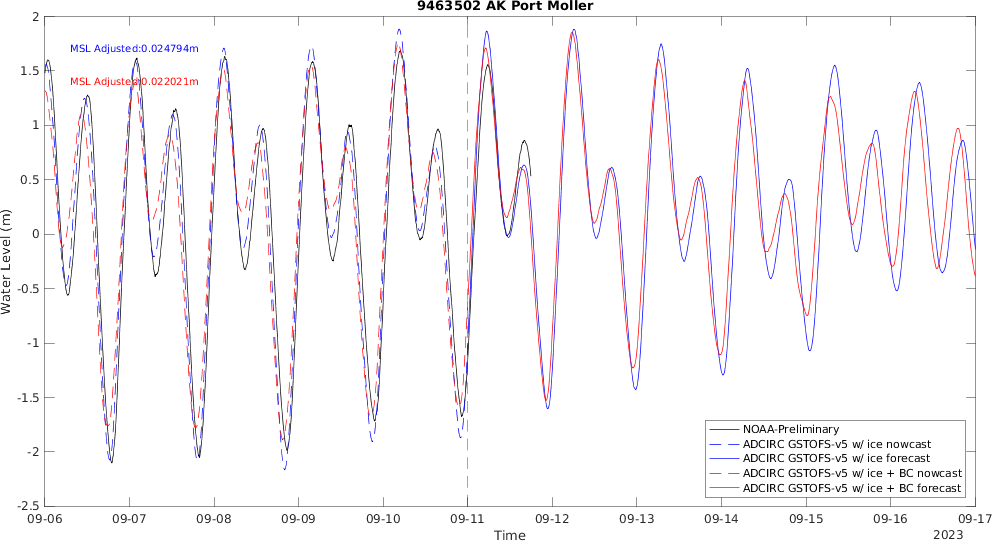 9463502 AK Port Moller
MSL Adjusted:0.024794m
MSL Adjusted:0.022021m
Water Level (m)
2
1.5
1
0.5
0
-0.5
-1
-1.5
-2
-2.5
NOAA-Preliminary
ADCIRC GSTOFS-v5 w/ ice nowcast
ADCIRC GSTOFS-v5 w/ ice forecast
ADCIRC GSTOFS-v5 w/ ice + BC nowcast
ADCIRC GSTOFS-v5 w/ ice + BC forecast
09-06 09-07 09-08 09-09 09-10 09-11 09-12 09-13 09-14 09-15 09-16 09-17
Time
2023